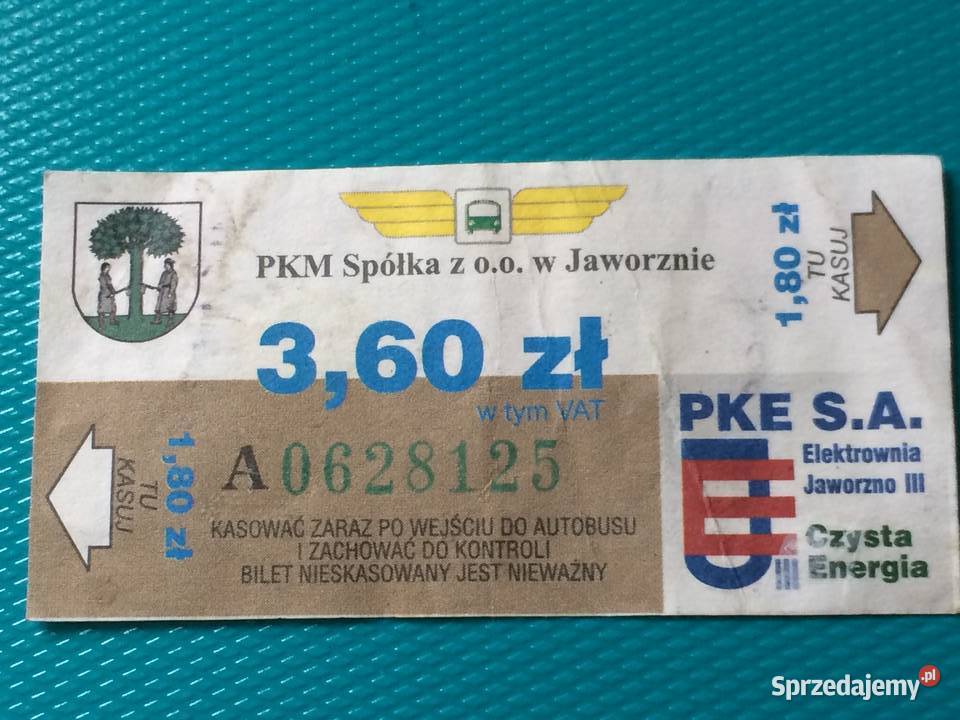 PKM Spółka z o.o. w Jaworznie
1,80 zł
TU
KASUJ
3,60 zł
w tym VAT
1,80 zł
TU
KASUJ
A 0628125
KASOWAĆ ZARAZ PO WEJŚCIU DO AUTOBUSU
I ZACHOWAĆ DO KONTROLI
BILET NIESKASOWANY JEST NIEWAŻNY
PKE S.A.
Elektrownia
Jaworzno III
E
III
Czysta
Energia
Sprzedajemy.pl